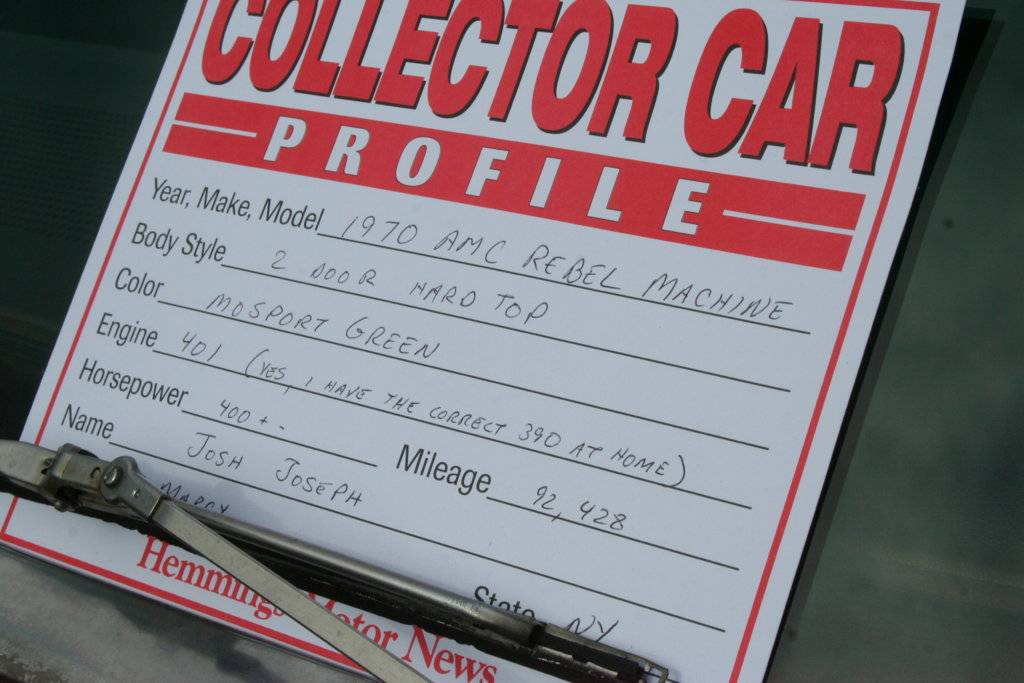 COLLECTOR CAR
PROFILE
Year, Make, Model 1970 AMC REBEL MACHINE
Body Style 2 DOOR HARD TOP
Color MOSPORT GREEN
Engine 401 (YES, I HAVE THE CORRECT 390 AT HOME)
Horsepower 400 + - Mileage 92,428
Name JOSH JOSEPH
MARCY State NY
Hemmings Motor News